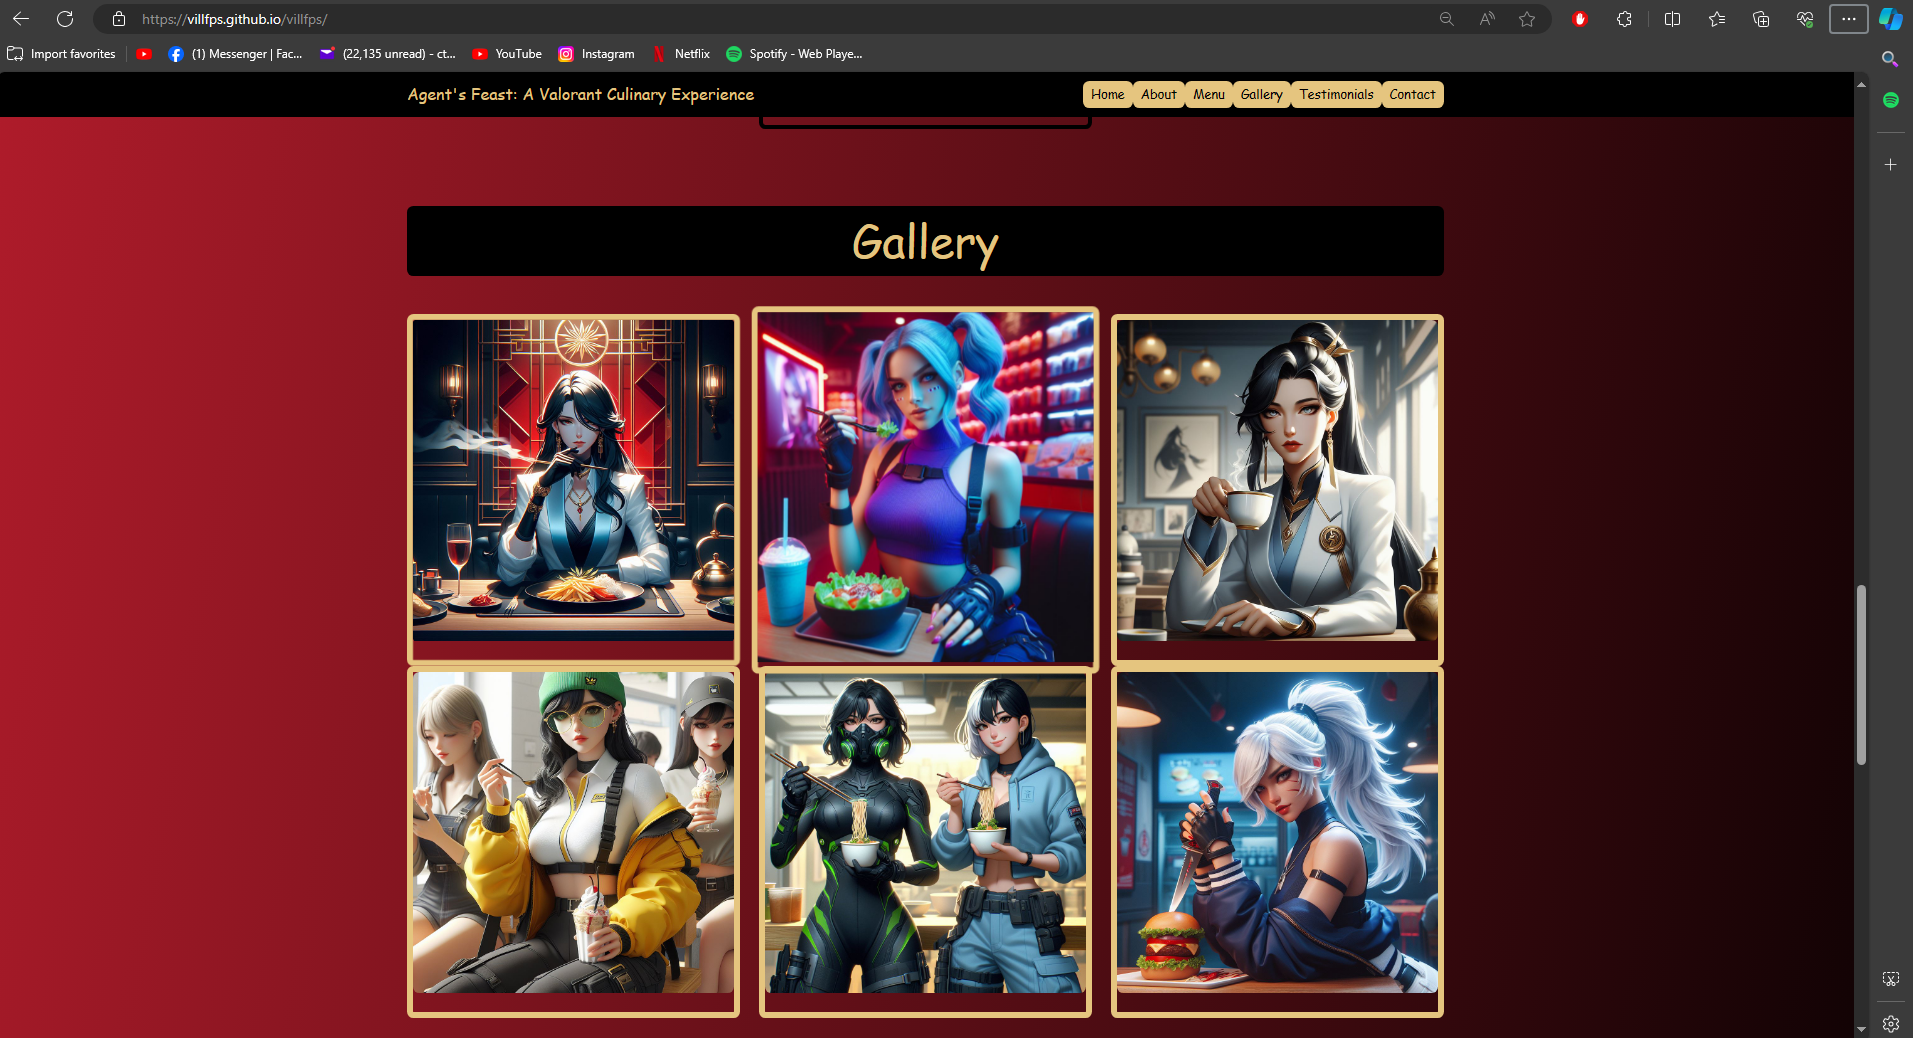 https://villfps.github.io/villfps/
Import favorites
(1) Messenger | Fac...
(22,135 unread) - ct...
YouTube
Instagram
Netflix
Spotify - Web Playe...
Agent's Feast: A Valorant Culinary Experience
Home About Menu Gallery Testimonials Contact
Gallery